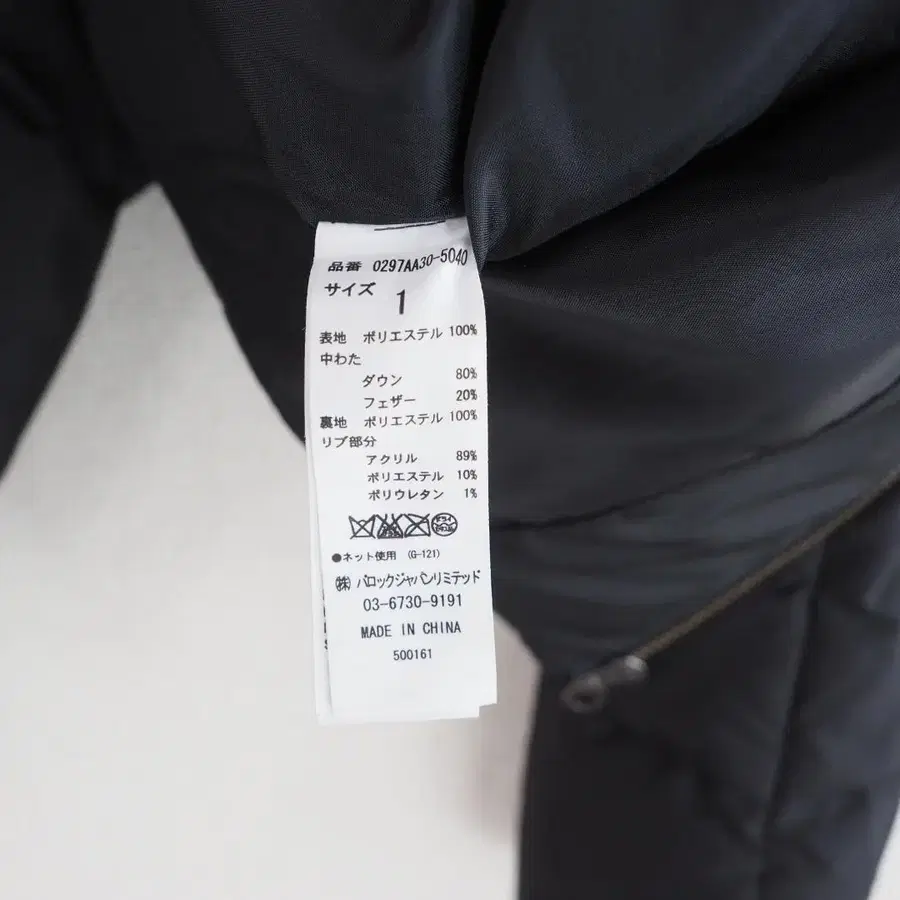 品番 0297AA30-5040
サイズ 1
表地 ポリエステル 100%
中わた
ダウン 80%
フェザー 20%
裏地 ポリエステル 100%
リブ部分
アクリル 89%
ポリエステル 10%
ポリウレタン 1%
●ネット使用 (G-121)
㈱ バロックジャパンリミテッド
03-6730-9191
MADE IN CHINA
500161